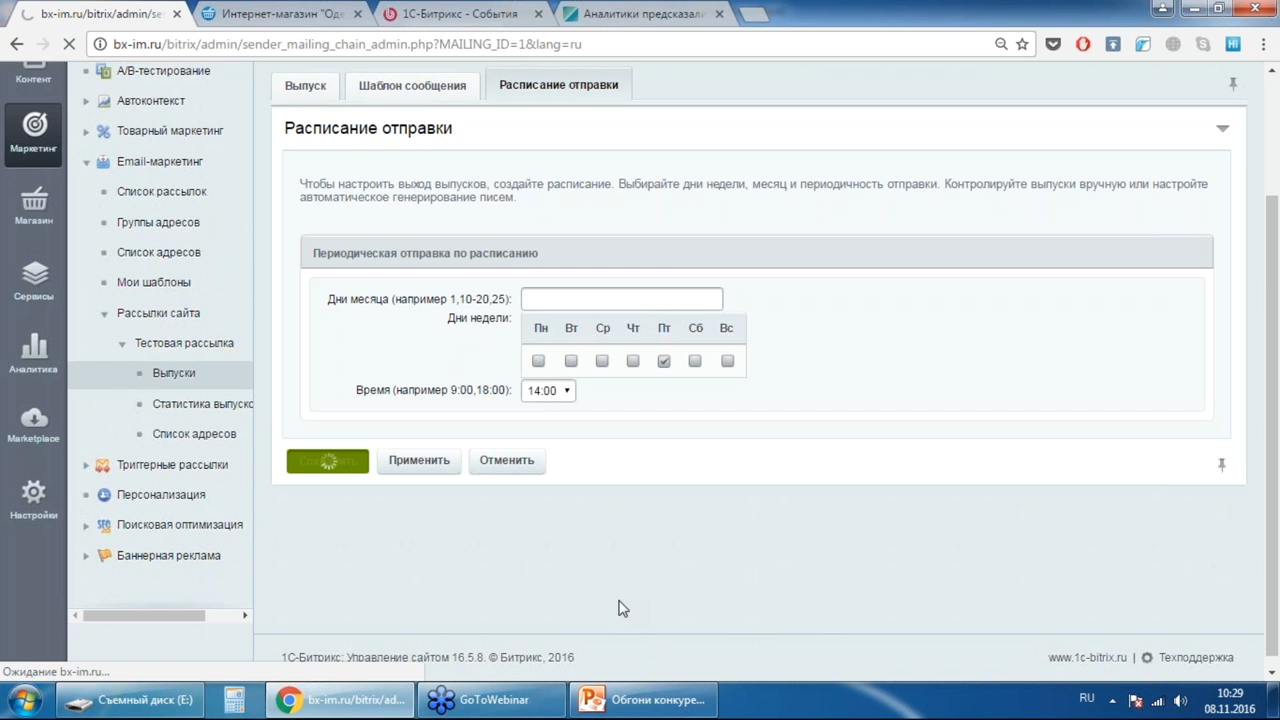 bx-im.ru/bitrix/admin/se
Интернет-магазин "Оде
1С-Битрикс - События
Аналитики предсказал
bx-im.ru/bitrix/admin/sender_mailing_chain_admin.php?MAILING_ID=1&lang=ru
Контент
Маркетинг
Магазин
Сервисы
Аналитика
Marketplace
Настройки
A/B-тестирование
Автоконтекст
Товарный маркетинг
Email-маркетинг
Список рассылок
Группы адресов
Список адресов
Мои шаблоны
Рассылки сайта
Тестовая рассылка
Выпуски
Статистика выпуско
Список адресов
Триггерные рассылки
Персонализация
Поисковая оптимизация
Баннерная реклама
Выпуск
Шаблон сообщения
Расписание отправки
Расписание отправки
Чтобы настроить выход выпусков, создайте расписание. Выбирайте дни недели, месяц и периодичность отправки. Контролируйте выпуски вручную или настройте
автоматическое генерирование писем.
Периодическая отправка по расписанию
Дни месяца (например 1,10-20,25):
Дни недели:
Пн Вт Ср Чт Пт Сб Вс
Время (например 9:00,18:00): 14:00
Применить
Отменить
1С-Битрикс: Управление сайтом 16.5.8. © Битрикс, 2016
www.1c-bitrix.ru | Техподдержка
Ожидание bx-im.ru...
Съемный диск (E:)
bx-im.ru/bitrix/ad...
GoToWebinar
Обгони конкуре...
RU
10:29
08.11.2016